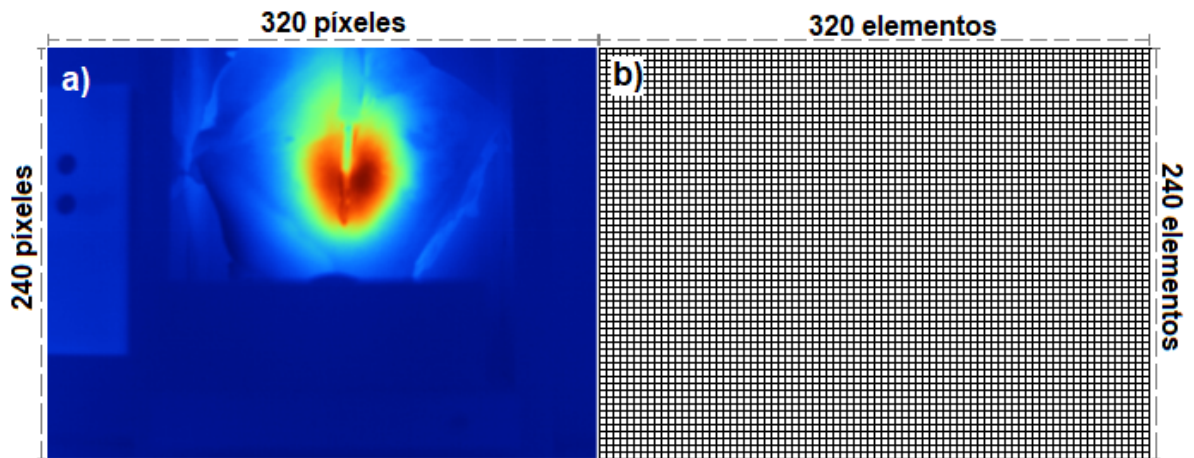 320 píxeles
320 elementos
a)
b)
240 píxeles
240 elementos